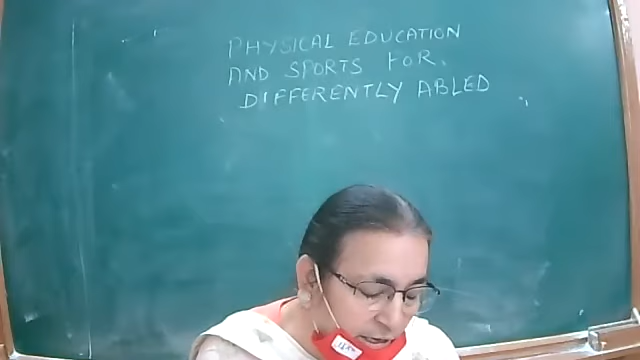 PHYSICAL EDUCATION
AND SPORTS FOR.
DIFFERENTLY ABLED